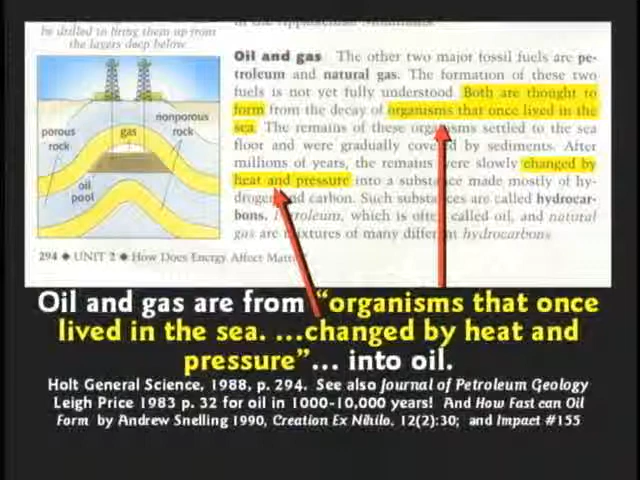 be drilled to bring them up from
the layers deep below
nonporous
rock
porous
rock
gas
oil
pool
Oil and gas The other two major fossil fuels are pe-
troleum and natural gas. The formation of these two
fuels is not yet fully understood Both are thought to
form from the decay of organisms that once lived in the
sea. The remains of these organisms settled to the sea
floor and were gradually covered by sediments. After
millions of years, the remains were slowly changed by
heat and pressure into a substance made mostly of hy-
drogen and carbon. Such substances are called hydrocar-
bons. Petroleum, which is often called oil, and natural
gas are mixtures of many different hydrocarbons
294 ◆ UNIT 2 ◆ How Does Energy Affect Matt
Oil and gas are from “organisms that once
lived in the sea. ...changed by heat and
pressure”... into oil.
Holt General Science, 1988, p. 294. See also Journal of Petroleum Geology
Leigh Price 1983 p. 32 for oil in 1000-10,000 years! And How Fast can Oil
Form by Andrew Snelling 1990, Creation Ex Nihilo, 12(2):30; and Impact #155